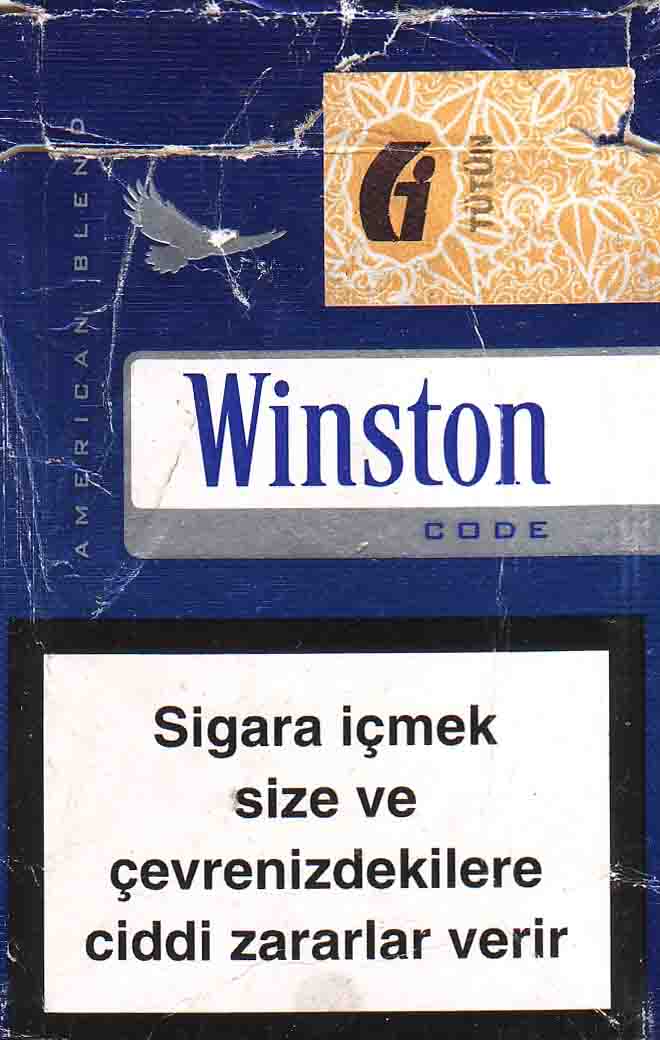 AMERICAN BLEND
TÜTÜN
Winston
CODE
Sigara içmek
size ve
çevrenizdekilere
ciddi zararlar verir